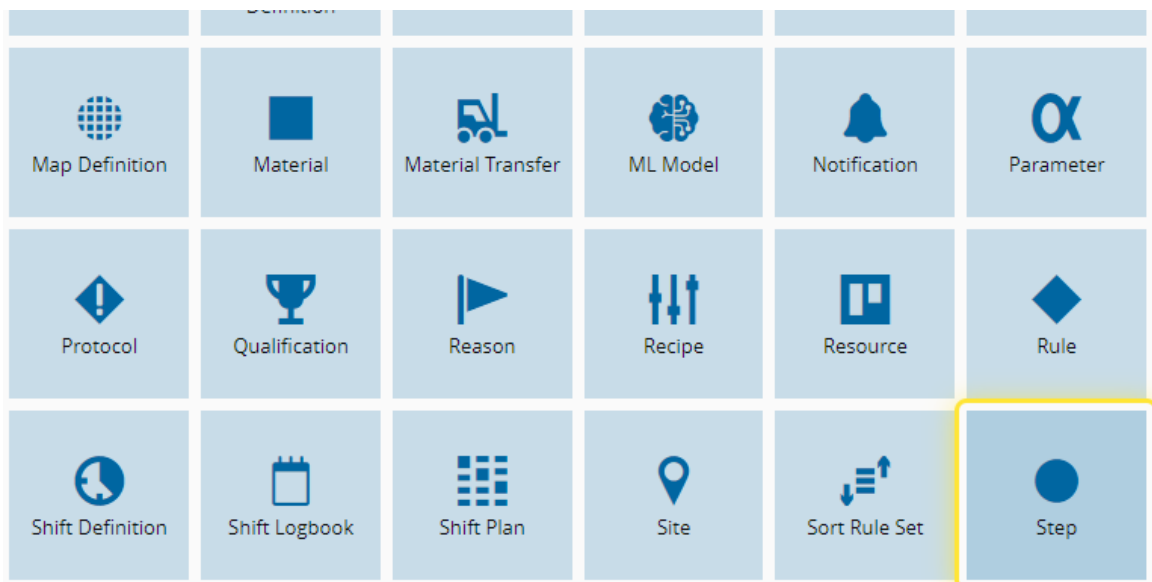 Definition
Map Definition
Material
Material Transfer
ML Model
Notification
Parameter
Protocol
Qualification
Reason
Recipe
Resource
Rule
Shift Definition
Shift Logbook
Shift Plan
Site
Sort Rule Set
Step